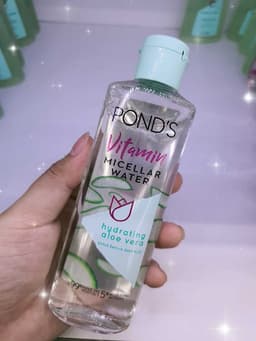 POND'S
Vitamin
MICELLAR
WATER
hydrating
aloe vera